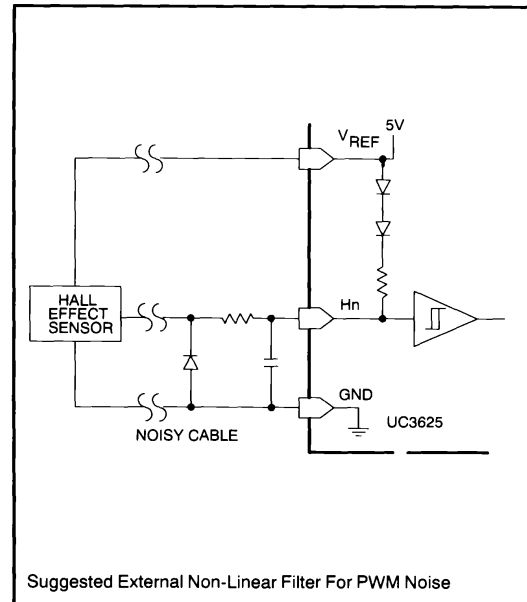 5V
VREF
HALL
EFFECT
SENSOR
Hn
GND
UC3625
NOISY CABLE
Suggested External Non-Linear Filter For PWM Noise